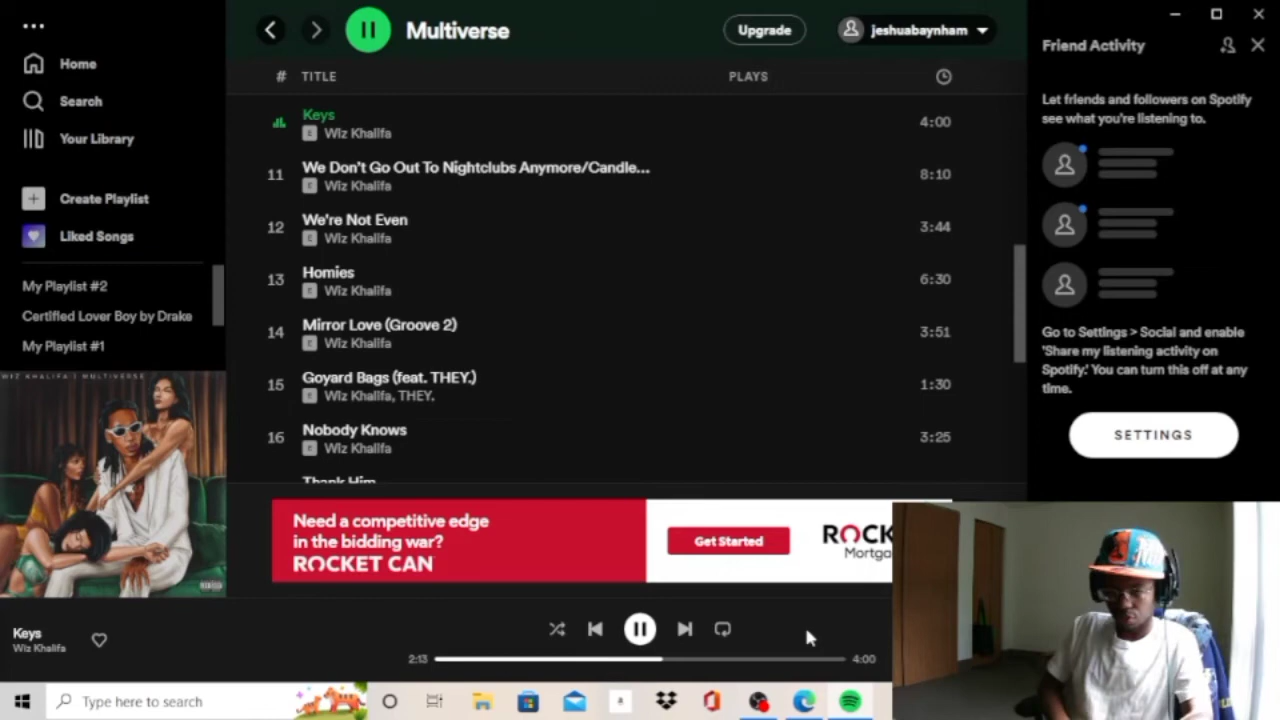 Home
Search
Your Library
Create Playlist
Liked Songs
My Playlist #2
Certified Lover Boy by Drake
My Playlist #1
WIZ KHALIFA | MULTIVERSE
Multiverse
Upgrade
jeshuabaynham
# TITLE PLAYS
Keys
E Wiz Khalifa
4:00
11 We Don't Go Out To Nightclubs Anymore/Candle...
E Wiz Khalifa
8:10
12 We're Not Even
E Wiz Khalifa
3:44
13 Homies
E Wiz Khalifa
6:30
14 Mirror Love (Groove 2)
E Wiz Khalifa
3:51
15 Goyard Bags (feat. THEY.)
E Wiz Khalifa, THEY.
1:30
16 Nobody Knows
E Wiz Khalifa
3:25
Thank Him
Friend Activity
Let friends and followers on Spotify
see what you're listening to.
Go to Settings > Social and enable
'Share my listening activity on
Spotify.' You can turn this off at any
time.
SETTINGS
Need a competitive edge
in the bidding war?
ROCKET CAN
Get Started
ROCK
Mortga
Keys
Wiz Khalifa
2:13
4:00
Type here to search